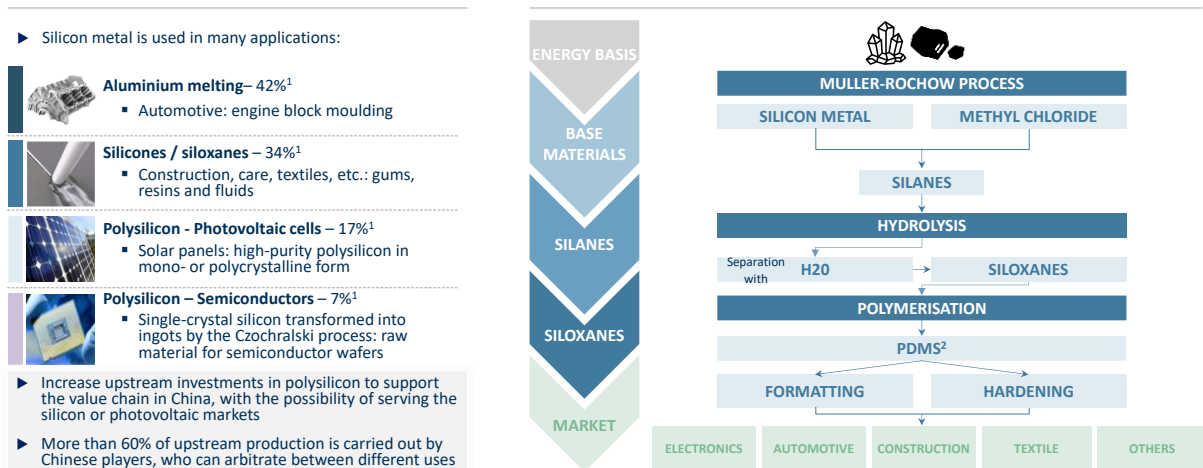 ► Silicon metal is used in many applications:
Aluminium melting– 42%1
▪ Automotive: engine block moulding
Silicones / siloxanes – 34%1
▪ Construction, care, textiles, etc.: gums,
resins and fluids
Polysilicon - Photovoltaic cells – 17%1
▪ Solar panels: high-purity polysilicon in
mono- or polycrystalline form
Polysilicon – Semiconductors – 7%1
▪ Single-crystal silicon transformed into
ingots by the Czochralski process: raw
material for semiconductor wafers
► Increase upstream investments in polysilicon to support
the value chain in China, with the possibility of serving the
silicon or photovoltaic markets
► More than 60% of upstream production is carried out by
Chinese players, who can arbitrate between different uses
ENERGY BASIS
BASE
MATERIALS
SILANES
SILOXANES
MARKET
MULLER-ROCHOW PROCESS
SILICON METAL
METHYL CHLORIDE
SILANES
HYDROLYSIS
Separation
with
H20
SILOXANES
POLYMERISATION
PDMS2
FORMATTING
HARDENING
ELECTRONICS
AUTOMOTIVE
CONSTRUCTION
TEXTILE
OTHERS